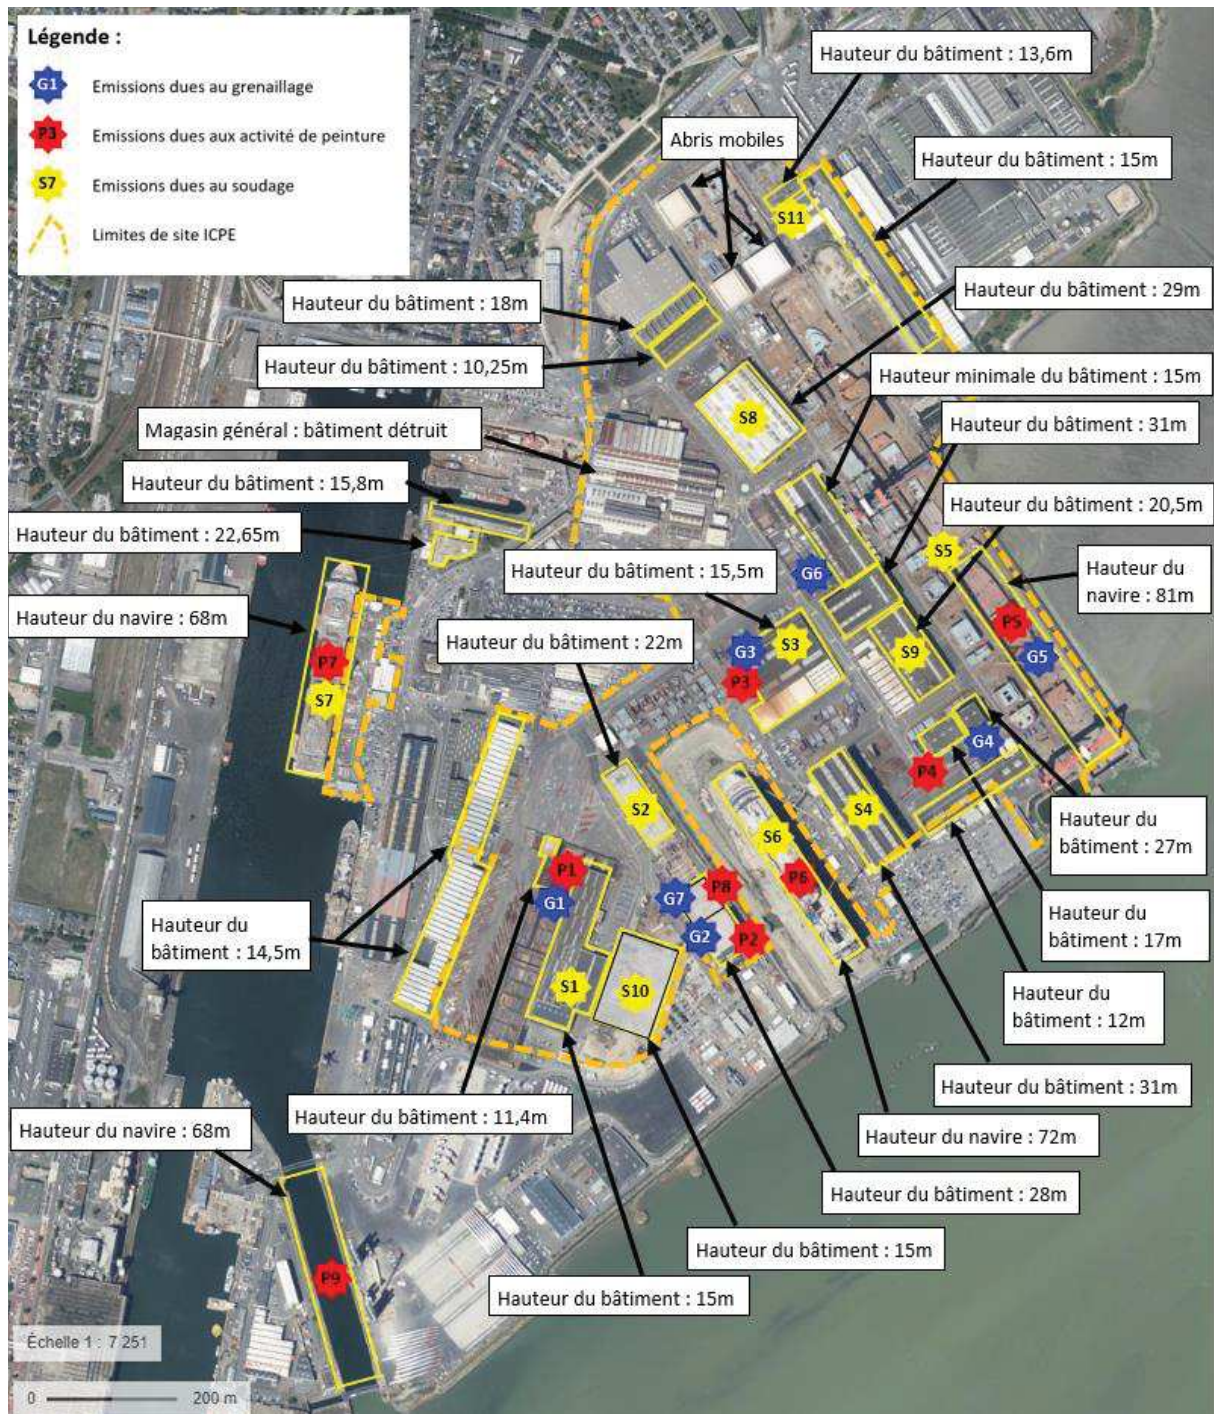 Légende :
G1 Emissions dues au grenaillage
P3 Emissions dues aux activité de peinture
S7 Emissions dues au soudage
Limites de site ICPE
Hauteur du bâtiment : 13,6m
Abris mobiles
Hauteur du bâtiment : 15m
S11
Hauteur du bâtiment : 29m
Hauteur du bâtiment :
18m
Hauteur du bâtiment : 10,25m
Hauteur minimale du bâtiment : 15m
S8
Hauteur du bâtiment : 31m
Magasin général : bâtiment détruit
Hauteur du bâtiment : 15,8m
Hauteur du bâtiment : 20,5m
Hauteur du bâtiment : 22,65m
S5
Hauteur du bâtiment :
15,5m
G6
Hauteur du
navire : 81m
Hauteur du navire : 68m
P5
Hauteur du bâtiment :
22m
G3
S3
S9
G5
P7
P3
S7
G4
P4
S2
S4
S6
Hauteur du
bâtiment :
27m
P1
P8
P6
G7
G1
Hauteur du
bâtiment :
17m
Hauteur du
bâtiment : 14,5m
G2
P2
S1
S10
Hauteur du
bâtiment : 12m
Hauteur du bâtiment : 31m
Hauteur du bâtiment : 11,4m
Hauteur du navire : 68m
Hauteur du navire : 72m
Hauteur du bâtiment : 28m
Hauteur du bâtiment : 15m
P9
Hauteur du bâtiment : 15m
Échelle 1 : 7 251
0 200 m